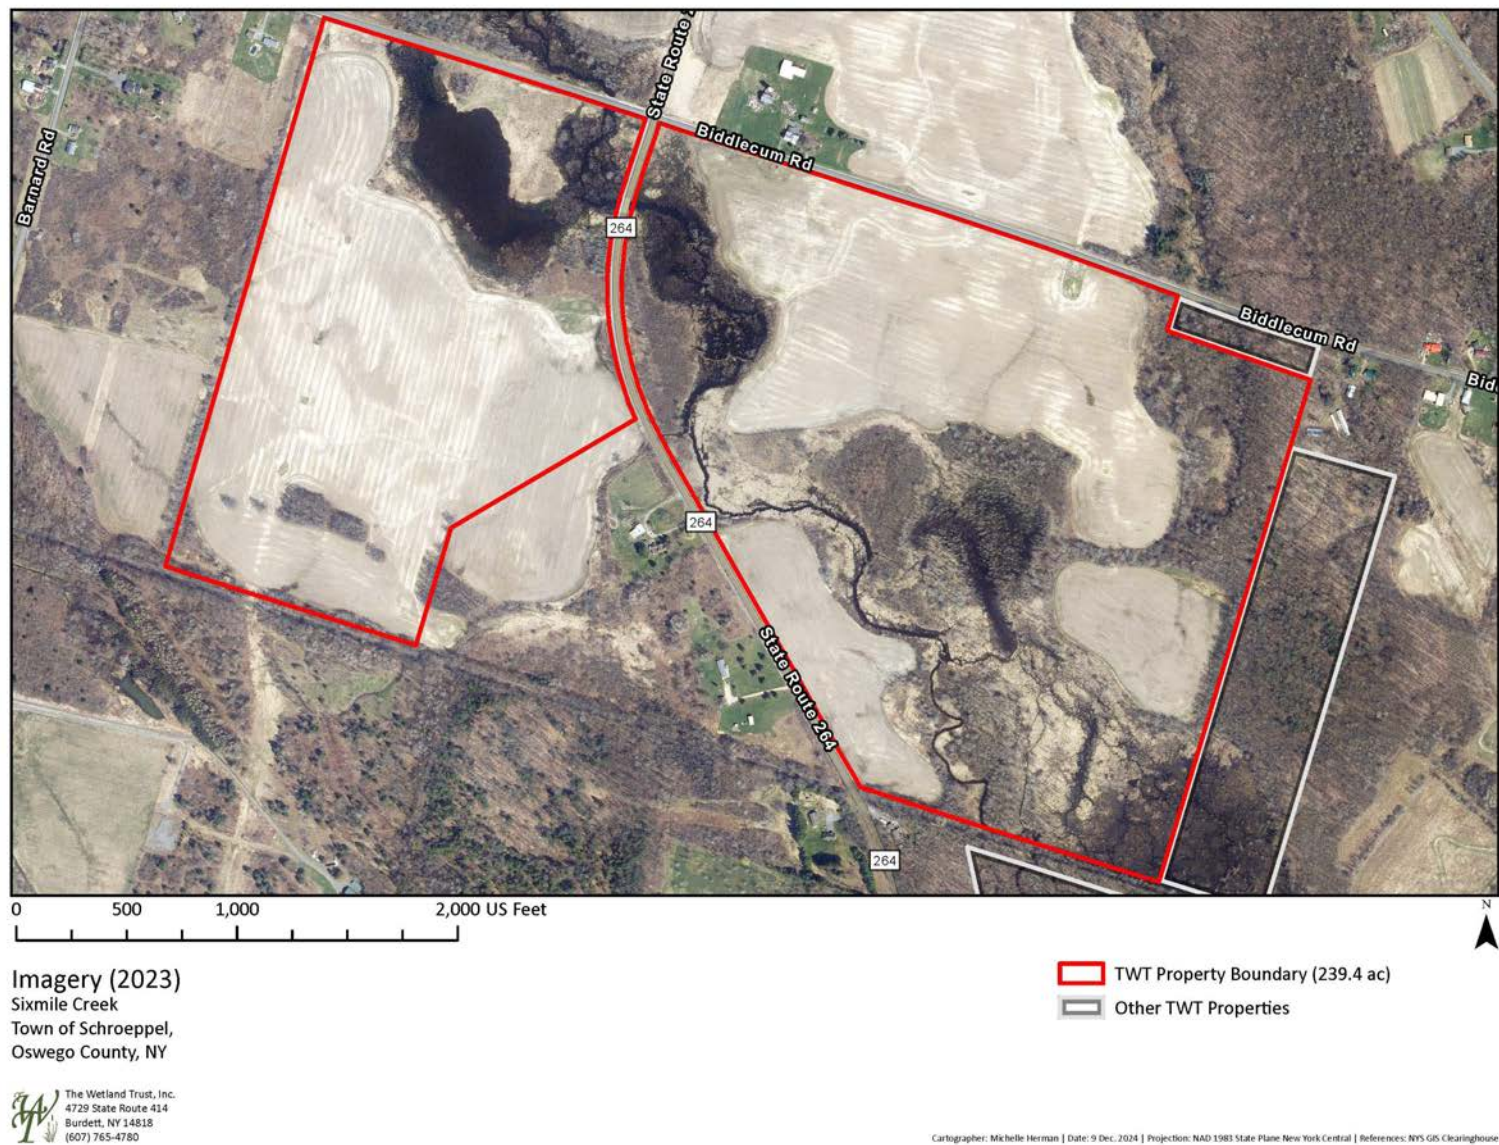 State Route
Biddlecum Rd
Barnard Rd
264
Biddlecum Rd
264
State Route 264
264
0 500 1,000 2,000 US Feet
N
Imagery (2023)
Sixmile Creek
Town of Schroeppel,
Oswego County, NY
TWT Property Boundary (239.4 ac)
Other TWT Properties
The Wetland Trust, Inc.
4729 State Route 414
Burdett, NY 14818
(607) 765-4780
Cartographer: Michelle Herman | Date: 9 Dec. 2024 | Projection: NAD 1983 State Plane New York Central | References: NYS GIS Clearinghouse